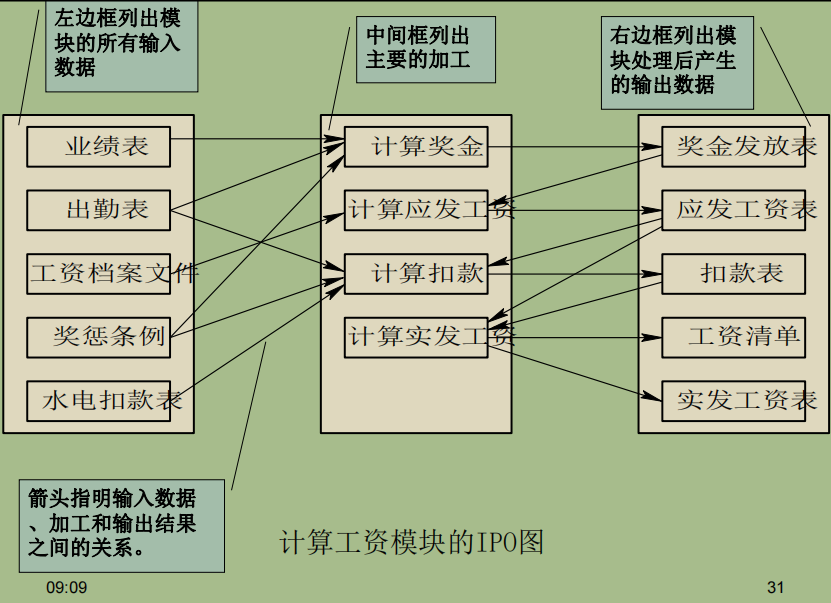 左边框列出模
块的所有输入
数据
中间框列出
主要的加工
右边框列出模
块处理后产生
的输出数据
业绩表
出勤表
工资档案文件
奖惩条例
水电扣款表
计算奖金
计算应发工资
计算扣款
计算实发工资
奖金发放表
应发工资表
扣款表
工资清单
实发工资表
箭头指明输入数据
、加工和输出结果
之间的关系。
计算工资模块的IPO图
09:09
31